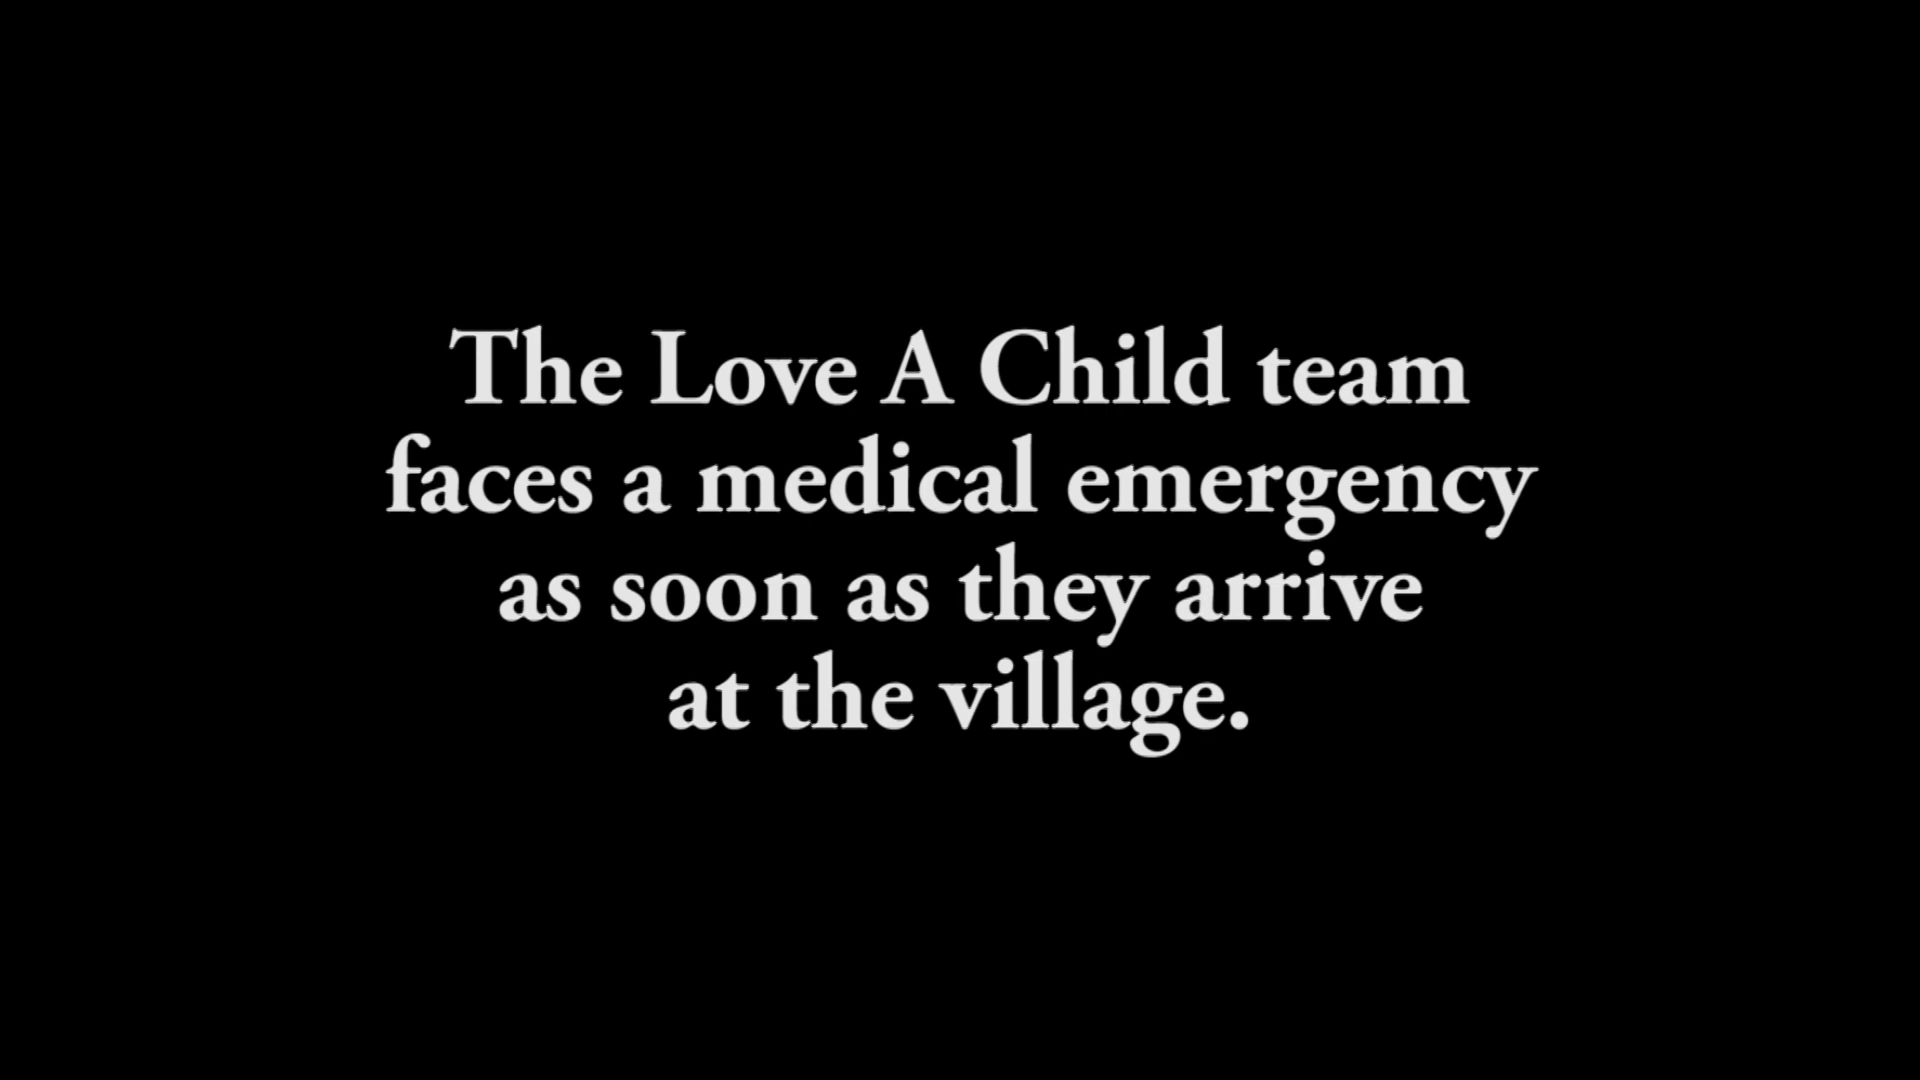 The Love A Child team
faces a medical emergency
as soon as they arrive
at the village.